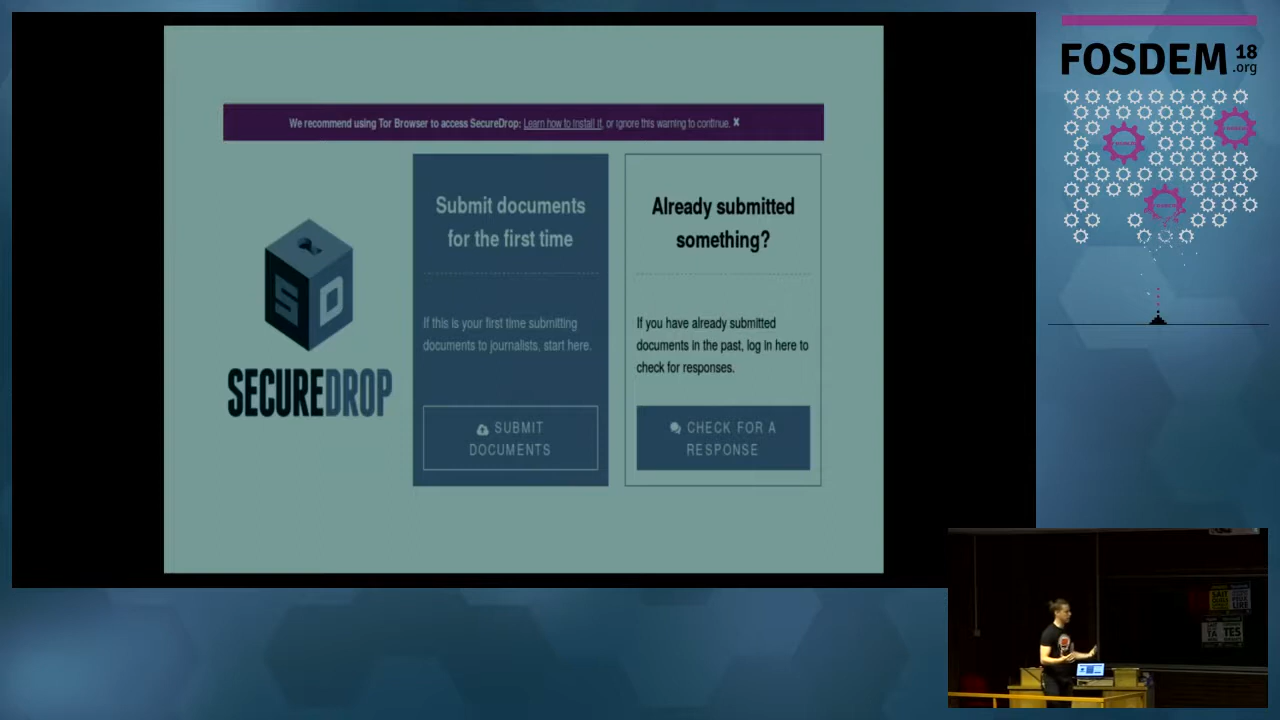 We recommend using Tor Browser to access SecureDrop: Learn how to install it, or ignore this warning to continue. x
Submit documents
for the first time
If this is your first time submitting
documents to journalists, start here.
SUBMIT
DOCUMENTS
Already submitted
something?
If you have already submitted
documents in the past, log in here to
check for responses.
CHECK FOR A
RESPONSE
SD
SECUREDROP
FOSDEM 18
.org